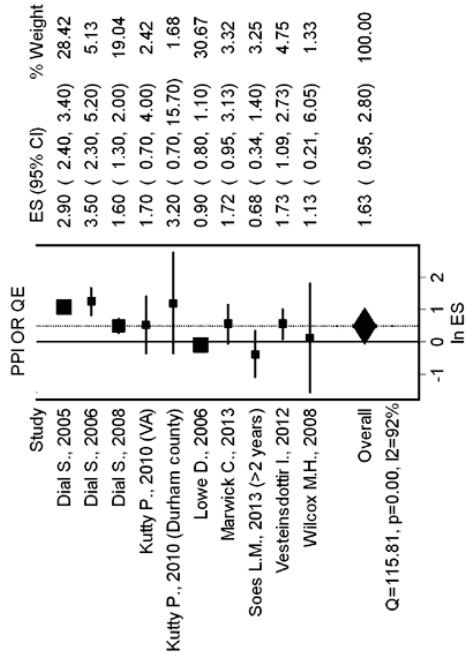 PPI OR QE
Study ES (95% CI) % Weight
Dial S., 2005 2.90 ( 2.40, 3.40) 28.42
Dial S., 2006 3.50 ( 2.30, 5.20) 5.13
Dial S., 2008 1.60 ( 1.30, 2.00) 19.04
Kutty P., 2010 (VA) 1.70 ( 0.70, 4.00) 2.42
Kutty P., 2010 (Durham county) 3.20 ( 0.70, 15.70) 1.68
Lowe D., 2006 0.90 ( 0.80, 1.10) 30.67
Marwick C., 2013 1.72 ( 0.95, 3.13) 3.32
Soes L.M., 2013 (>2 years) 0.68 ( 0.34, 1.40) 3.25
Vesteinsdottir I., 2012 1.73 ( 1.09, 2.73) 4.75
Wilcox M.H., 2008 1.13 ( 0.21, 6.05) 1.33
Overall 1.63 ( 0.95, 2.80) 100.00
Q=115.81, p=0.00, I2=92%
-1 0 1 2
ln ES